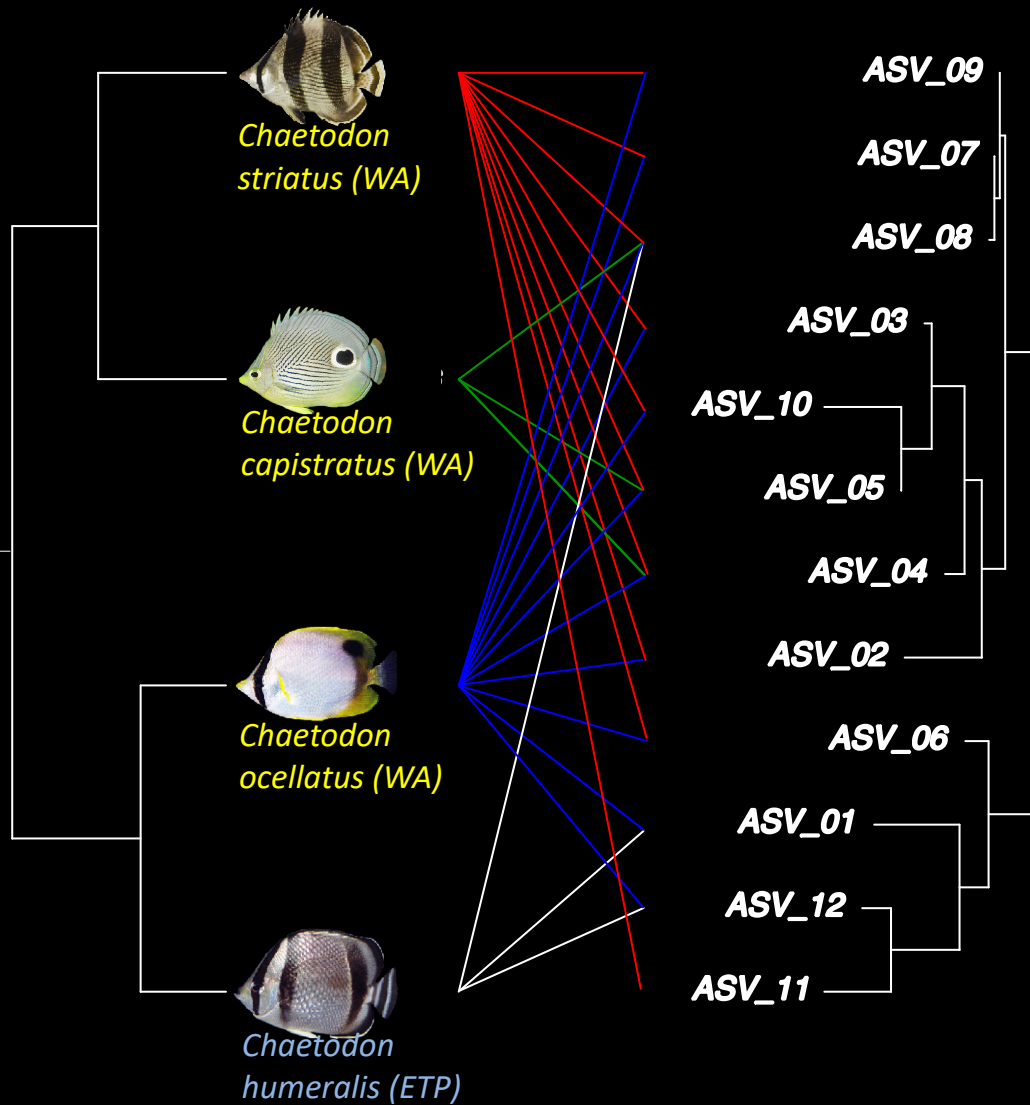 Chaetodon
striatus (WA)
Chaetodon
capistratus (WA)
Chaetodon
ocellatus (WA)
Chaetodon
humeralis (ETP)
ASV_09
ASV_07
ASV_08
ASV_03
ASV_10
ASV_05
ASV_04
ASV_02
ASV_06
ASV_01
ASV_12
ASV_11